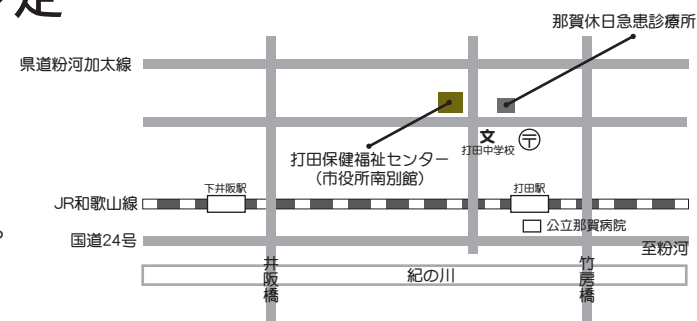 定
那賀休日急患診療所
県道粉河加太線
文
〒
打田中学校
打田保健福祉センター
（市役所南別館）
下井阪駅
打田駅
JR和歌山線
公立那賀病院
。
国道24号
至粉河
井阪橋
紀の川
竹房橋